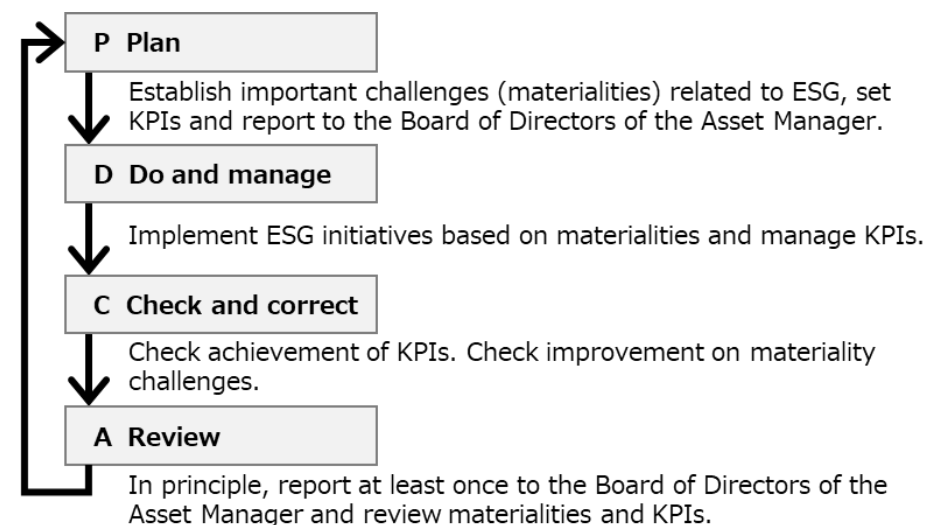 P Plan
Establish important challenges (materialities) related to ESG, set
KPIs and report to the Board of Directors of the Asset Manager.
D Do and manage
Implement ESG initiatives based on materialities and manage KPIs.
C Check and correct
Check achievement of KPIs. Check improvement on materiality
challenges.
A Review
In principle, report at least once to the Board of Directors of the
Asset Manager and review materialities and KPIs.